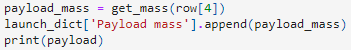 payload_mass = get_mass(row[4])
launch_dict['Payload mass'].append(payload_mass)
print(payload)